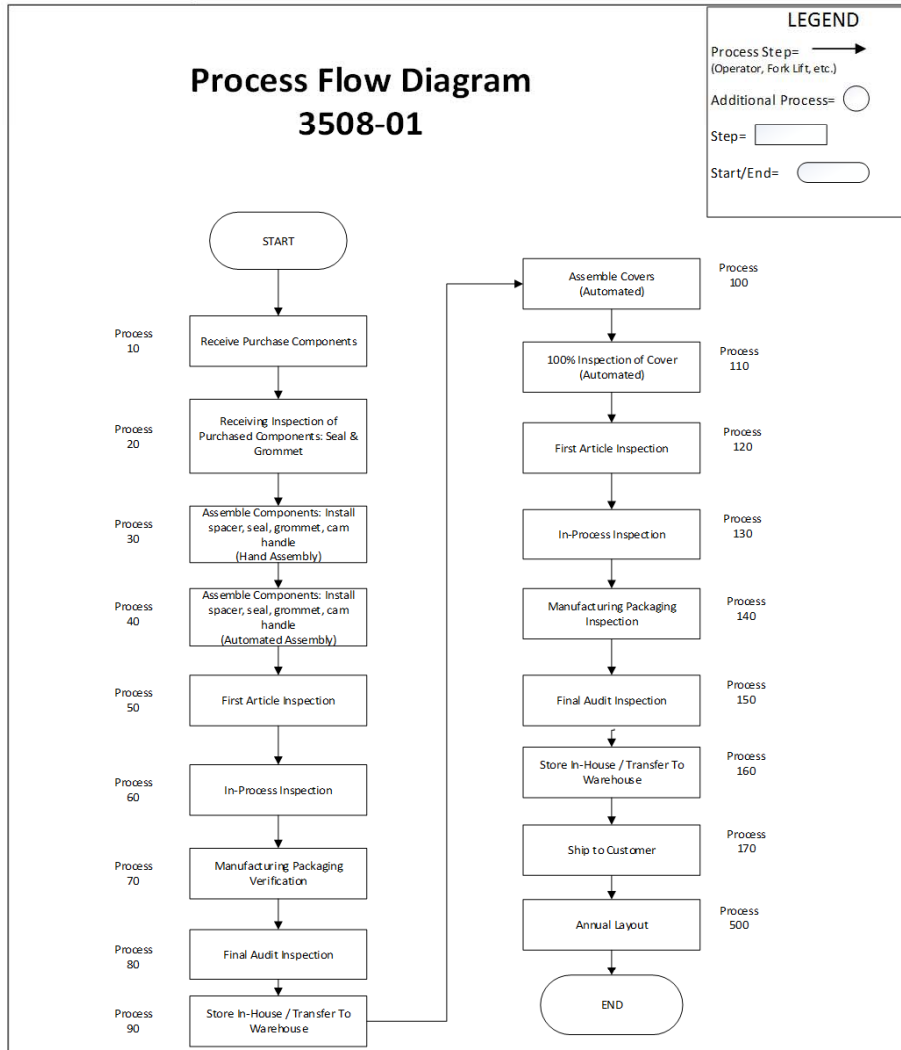 LEGEND
Process Step=
(Operator, Fork Lift, etc.)
Additional Process=
Step=
Start/End=
Process Flow Diagram
3508-01
START
Process
10
Receive Purchase Components
Process
20
Receiving Inspection of
Purchased Components: Seal &
Grommet
Process
30
Assemble Components: Install
spacer, seal, grommet, cam
handle
(Hand Assembly)
Process
40
Assemble Components: Install
spacer, seal, grommet, cam
handle
(Automated Assembly)
Process
50
First Article Inspection
Process
60
In-Process Inspection
Process
70
Manufacturing Packaging
Verification
Process
80
Final Audit Inspection
Process
90
Store In-House / Transfer To
Warehouse
Assemble Covers
(Automated)
Process
100
100% Inspection of Cover
(Automated)
Process
110
First Article Inspection
Process
120
In-Process Inspection
Process
130
Manufacturing Packaging
Inspection
Process
140
Final Audit Inspection
Process
150
Store In-House / Transfer To
Warehouse
Process
160
Ship to Customer
Process
170
Annual Layout
Process
500
END